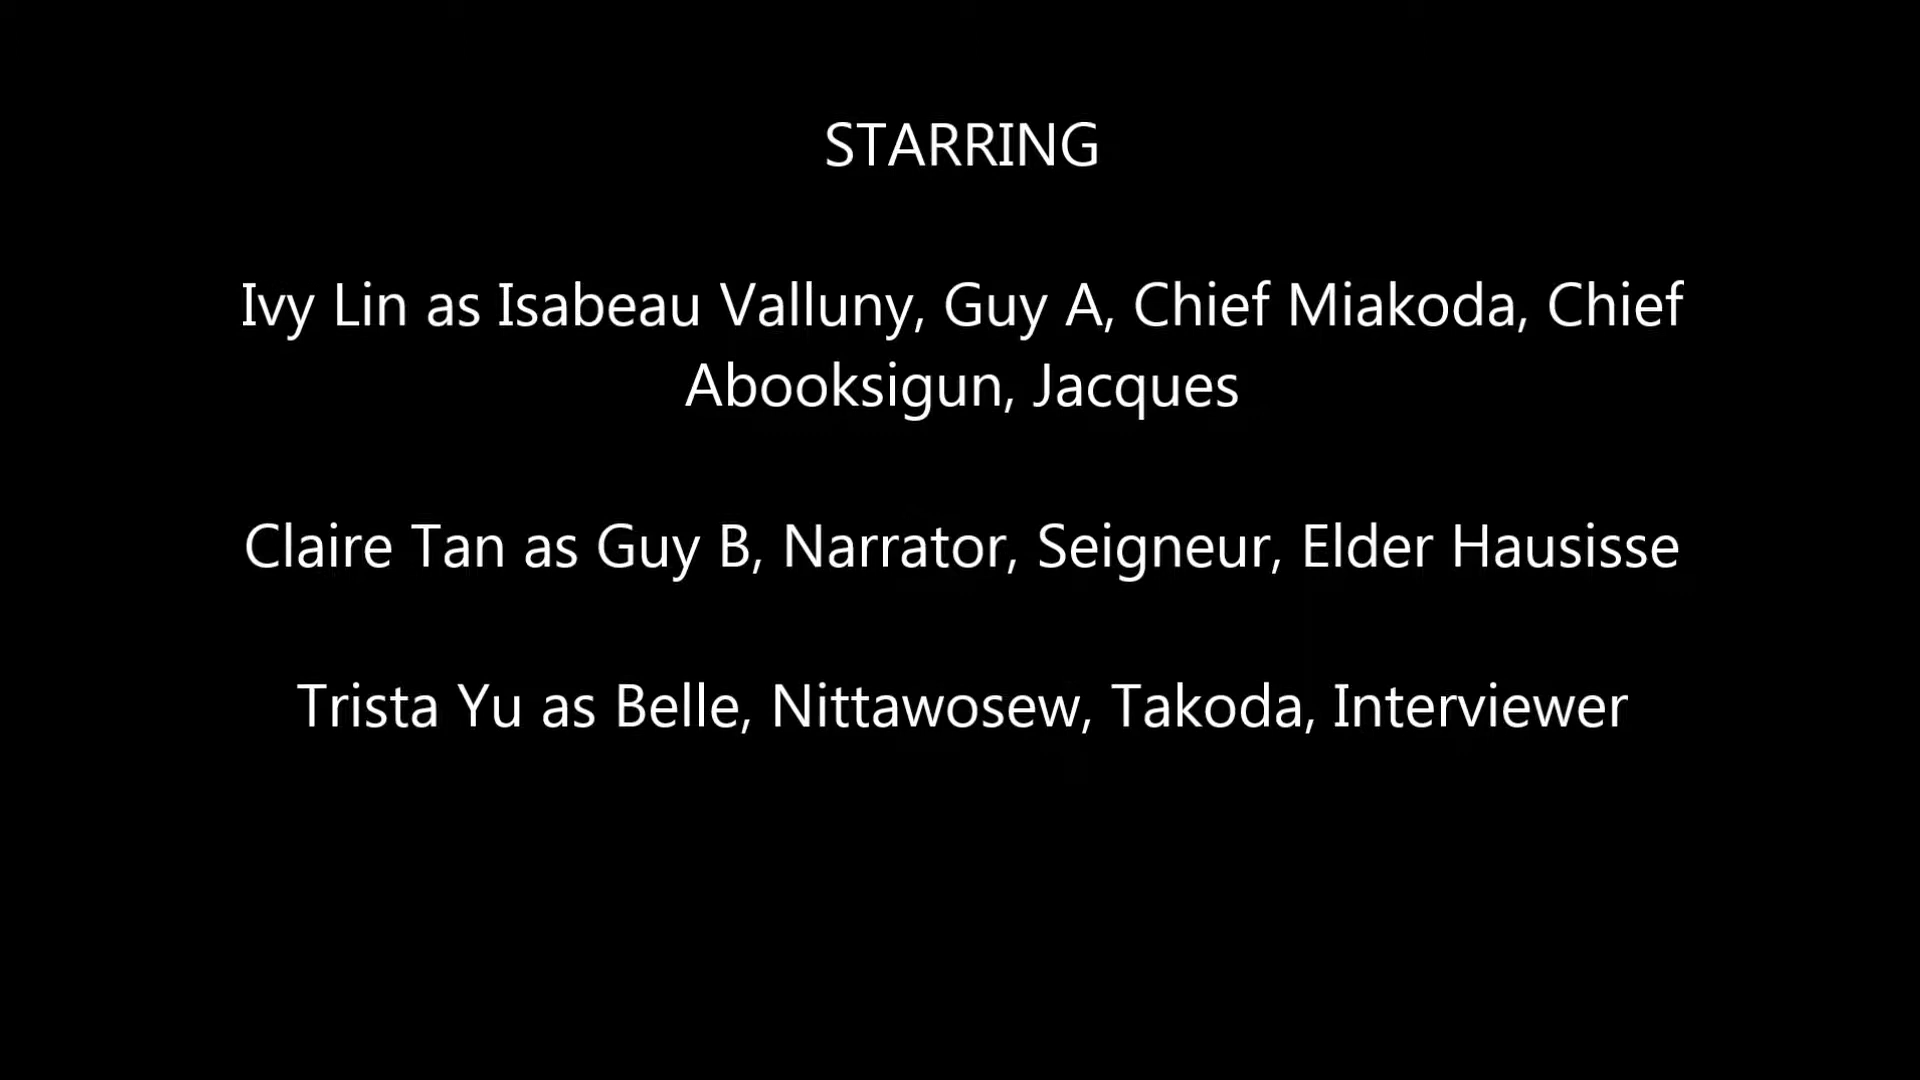 STARRING
Ivy Lin as Isabeau Valluny, Guy A, Chief Miakoda, Chief
Abooksigun, Jacques
Claire Tan as Guy B, Narrator, Seigneur, Elder Hausisse
Trista Yu as Belle, Nittawosew, Takoda, Interviewer